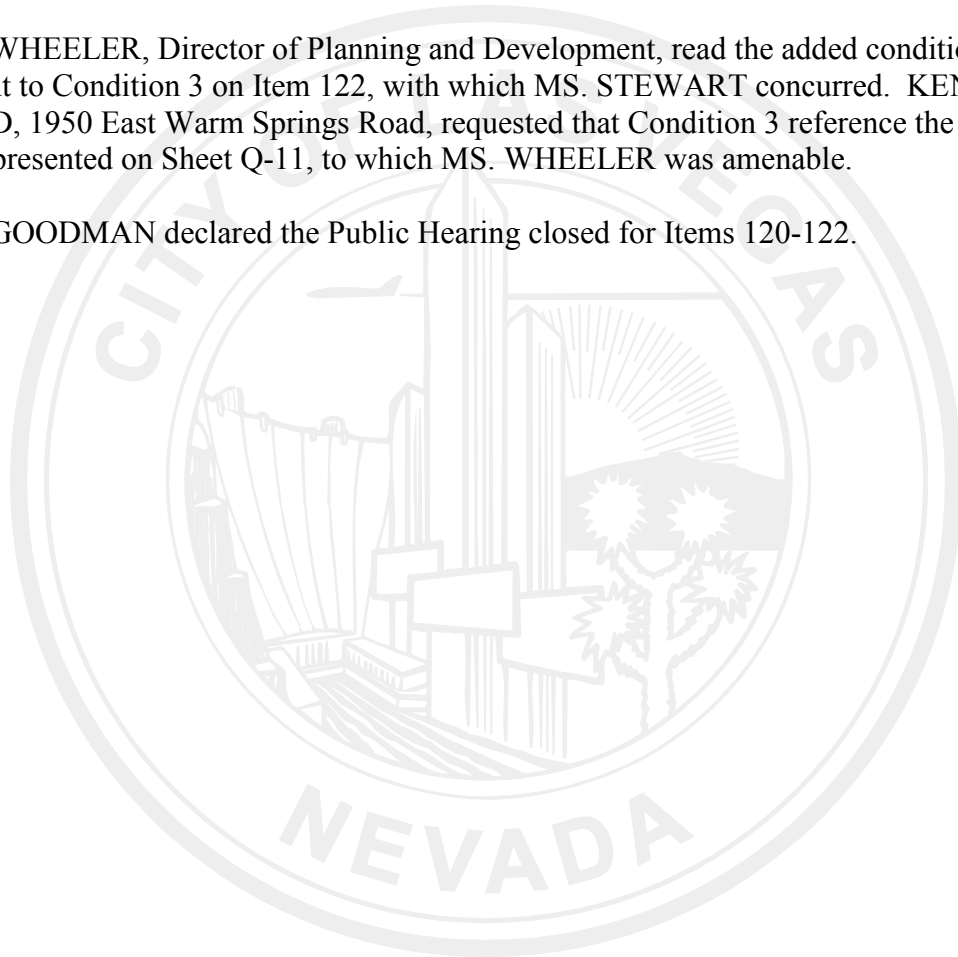 WHEELER, Director of Planning and Development, read the added
to Condition 3 on Item 122, with which MS. STEWART concurred.
1950 East Warm Springs Road, requested that Condition 3 reference the
presented on Sheet Q-11, to which MS. WHEELER was amenable.
GOODMAN declared the Public Hearing closed for Items 120-122.
CITY OF LAS VEGAS
NEVADA